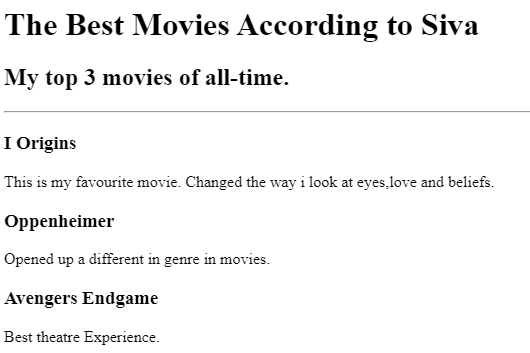 The Best Movies According to Siva
My top 3 movies of all-time.
I Origins
This is my favourite movie. Changed the way i look at eyes,love and beliefs.
Oppenheimer
Opened up a different in genre in movies.
Avengers Endgame
Best theatre Experience.